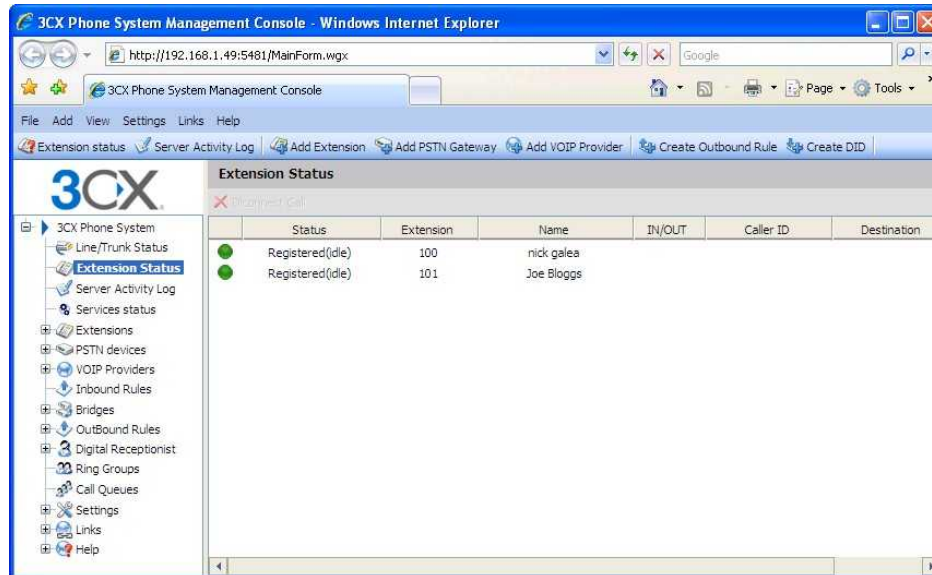 3CX Phone System Management Console - Windows Internet Explorer
http://192.168.1.49:5481/MainForm.wgx
Google
3CX Phone System Management Console
Page
Tools
File Add View Settings Links Help
Extension status Server Activity Log Add Extension Add PSTN Gateway Add VOIP Provider Create Outbound Rule Create DID
3CX
Extension Status
Disconnect Call
3CX Phone System
Line/Trunk Status
Extension Status
Server Activity Log
Services status
Extensions
PSTN devices
VOIP Providers
Inbound Rules
Bridges
OutBound Rules
Digital Receptionist
Ring Groups
Call Queues
Settings
Links
Help
Status Extension Name IN/OUT Caller ID Destination
Registered(idle) 100 nick galea
Registered(idle) 101 Joe Bloggs